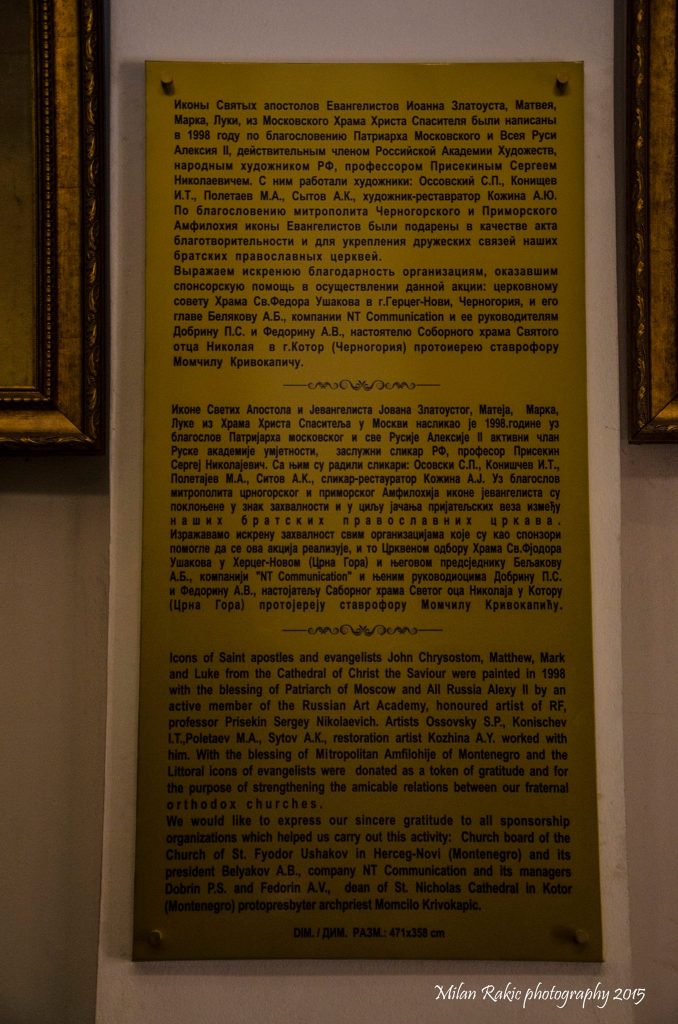 Иконы Святых апостолов Евангелистов Иоанна Златоуста, Матвея,
Марка, Луки, из Московского Храма Христа Спасителя были написаны
в 1998 году по благословению Патриарха Московского и Всея Руси
Алексия II, действительным членом Российской Академии Художеств,
народным художником РФ, профессором Присекиным Сергеем
Николаевичем. С ним работали художники: Оссовский С.П., Конищев
И.Т., Полетаев М.А., Сытов А.К., художник-реставратор Кожина А.Ю.
По благословению митрополита Черногорского и Приморского
Амфилохия иконы Евангелистов были подарены в качестве акта
благотворительности и для укрепления дружеских связей наших
братских православных церквей.
Выражаем искренюю благодарность организациям, оказавшим
спонсорскую помощь в осуществлении данной акции: церковному
совету Храма Св.Федора Ушакова в г.Герцег-Нови, Черногория, и его
главе Белякову А.Б., компании NT Communication и ее руководителям
Добрину П.С. и Федорину А.В., настоятелю Соборного храма Святого
отца Николая в г.Котор (Черногория) протоиерею ставрофору
Момчилу Кривокапичу.
Иконе Светих Апостола и Јевангелиста Јована Златоустог, Матеја, Марка,
Луке из Храма Христа Спаситеља у Москви насликао је 1998.године уз
благослов Патријарха московског и све Русије Алексије II активни члан
Руске академије умјетности, заслужни сликар РФ, професор Присекин
Сергеј Николајевич. Са њим су радили сликари: Осовски С.П., Конишчев И.Т.,
Полетајев М.А., Ситов А.К., сликар-рестауратор Кожина А.Ј. Уз благослов
митрополита црногорског и приморског Амфилохија иконе јевангелиста су
поклоњене у знак захвалности и у циљу јачања пријатељских веза између
наших братских православних цркава.
Изражавамо искрену захвалност свим организацијама које су као спонзори
помогле да се ова акција реализује, и то Црквеном одбору Храма Св.Фјодора
Ушакова у Херцег-Новом (Црна Гора) и његовом предсједнику Бељакову
А.Б., компанији "NT Communication" и њеним руководиоцима Добрину П.С.
и Федорину А.В., настојатељу Саборног храма Светог оца Николаја у Котору
(Црна Гора) протојереју ставрофору Момчилу Кривокапићу.
Icons of Saint apostles and evangelists John Chrysostom, Matthew, Mark
and Luke from the Cathedral of Christ the Saviour were painted in 1998
with the blessing of Patriarch of Moscow and All Russia Alexy II by an
active member of the Russian Art Academy, honoured artist of RF,
professor Prisekin Sergey Nikolaevich. Artists Ossovsky S.P., Konischev
I.T.,Poletaev M.A., Sytov A.K., restoration artist Kozhina A.Y. worked with
him. With the blessing of Mitropolitan Amfilohije of Montenegro and the
Littoral icons of evangelists were donated as a token of gratitude and for
the purpose of strengthening the amicable relations between our fraternal
orthodox churches.
We would like to express our sincere gratitude to all sponsorship
organizations which helped us carry out this activity: Church board of the
Church of St. Fyodor Ushakov in Herceg-Novi (Montenegro) and its
president Belyakov A.B., company NT Communication and its managers
Dobrin P.S. and Fedorin A.V., dean of St. Nicholas Cathedral in Kotor
(Montenegro) protopresbyter archpriest Momcilo Krivokapic.
DIM. / ДИМ. РАЗМ.: 471x358 cm
Milan Rakic photography 2015